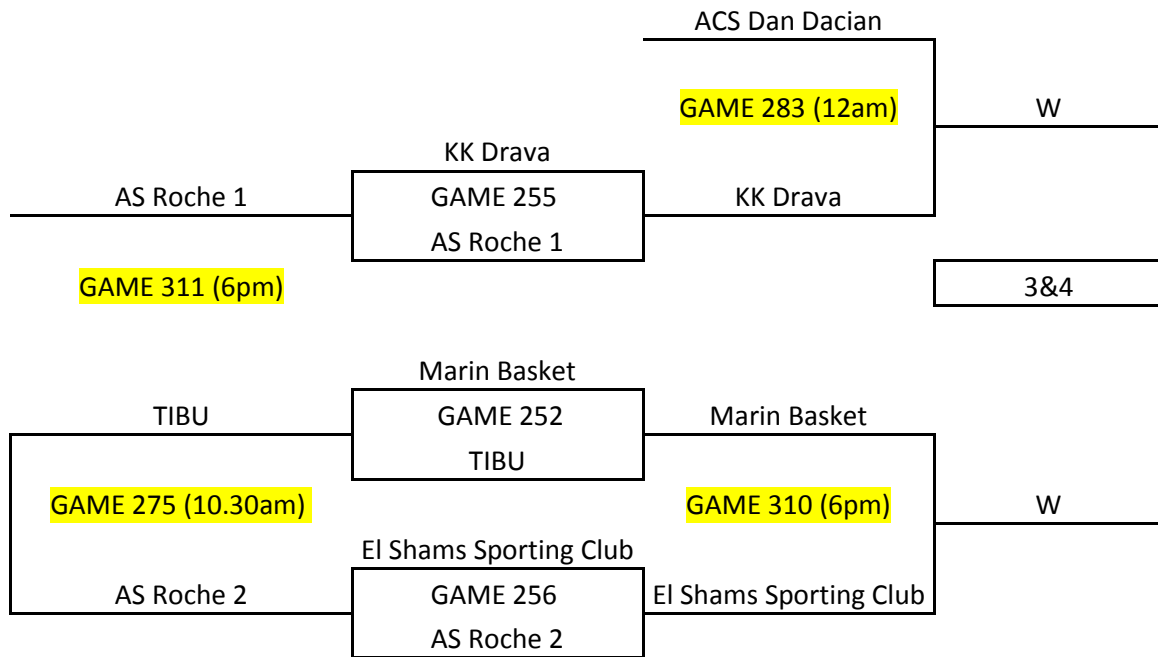 ACS Dan Dacian
GAME 283 (12am)
W
KK Drava
AS Roche 1
GAME 255
KK Drava
AS Roche 1
GAME 311 (6pm)
3&4
Marin Basket
TIBU
GAME 252
Marin Basket
TIBU
GAME 275 (10.30am)
GAME 310 (6pm)
W
El Shams Sporting Club
AS Roche 2
GAME 256
El Shams Sporting Club
AS Roche 2